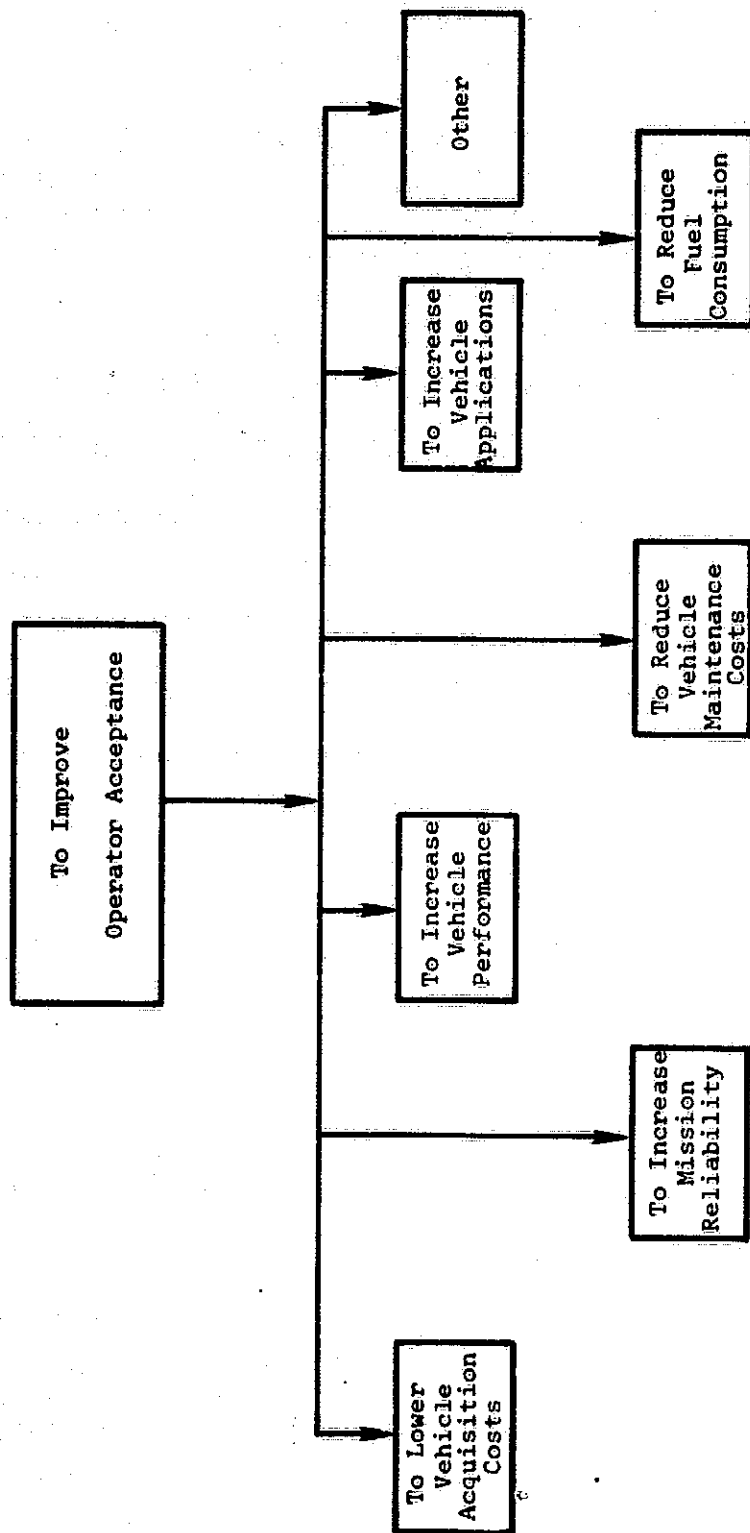 To Improve
Operator Acceptance
To Lower
Vehicle
Acquisition
Costs
To Increase
Vehicle
Performance
To Increase
Vehicle
Applications
Other
To Increase
Mission
Reliability
To Reduce
Vehicle
Maintenance
Costs
To Reduce
Fuel
Consumption